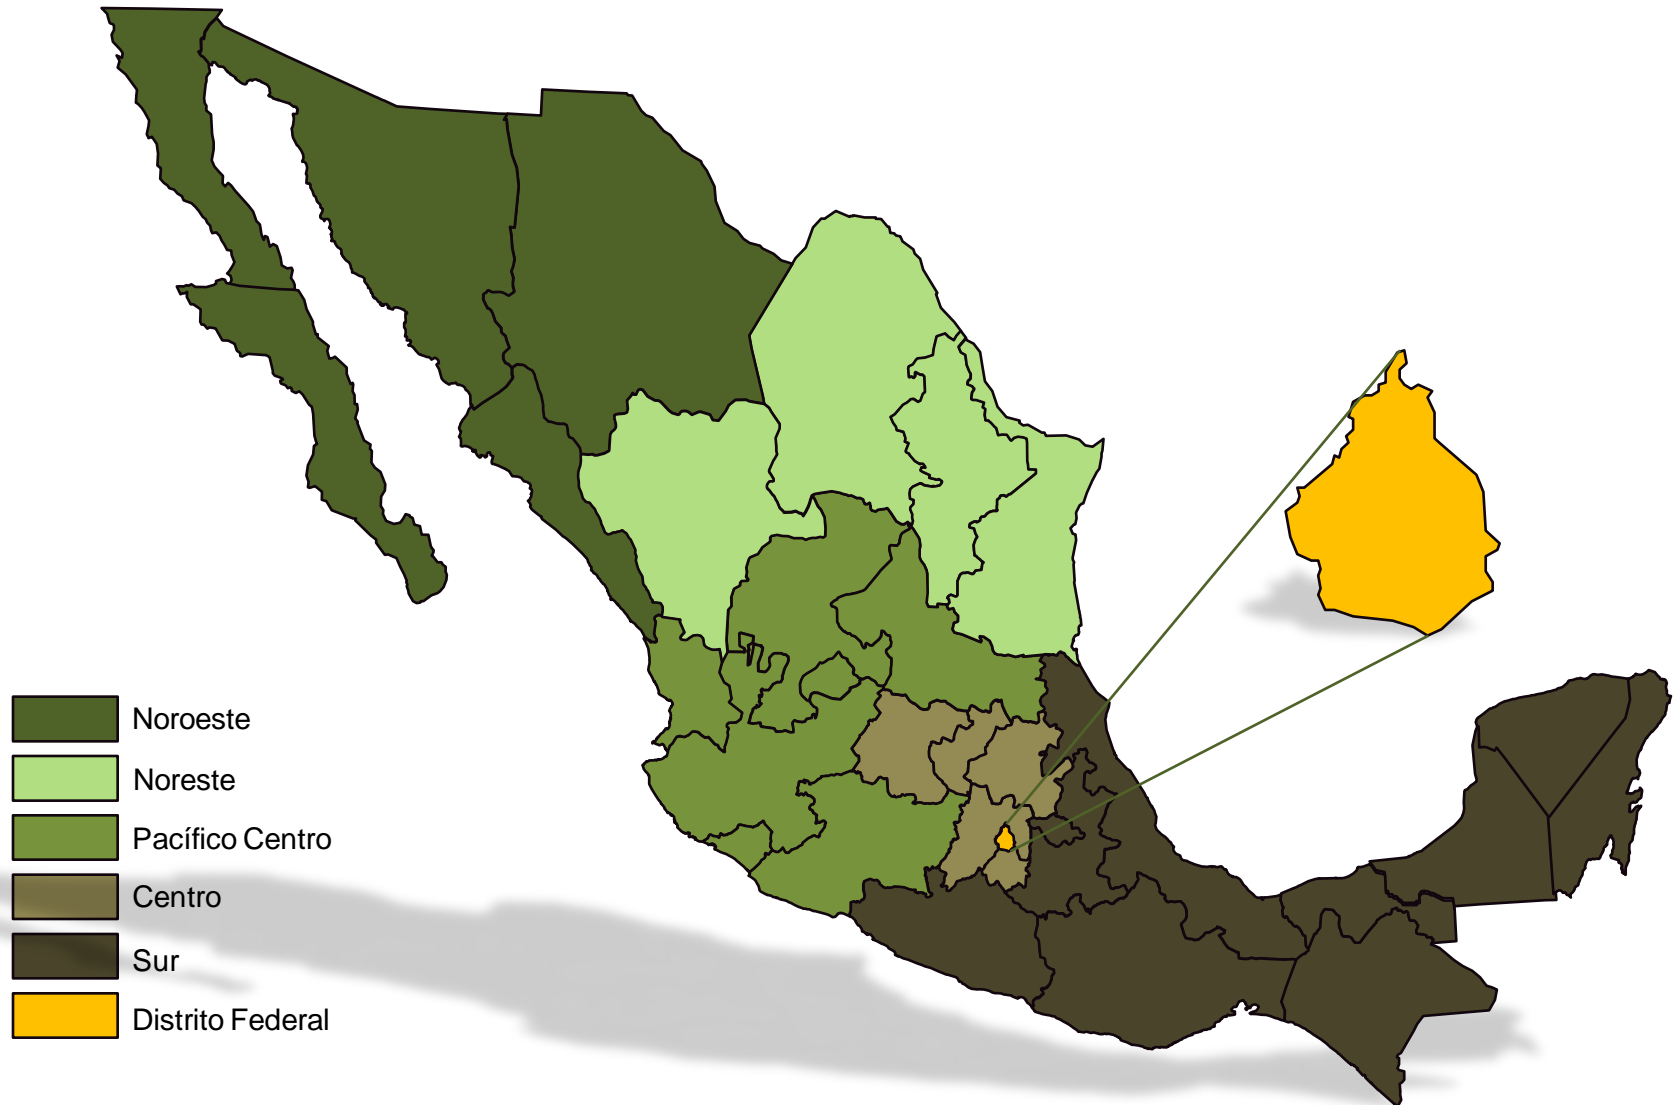 Noroeste
Noreste
Pacífico Centro
Centro
Sur
Distrito Federal